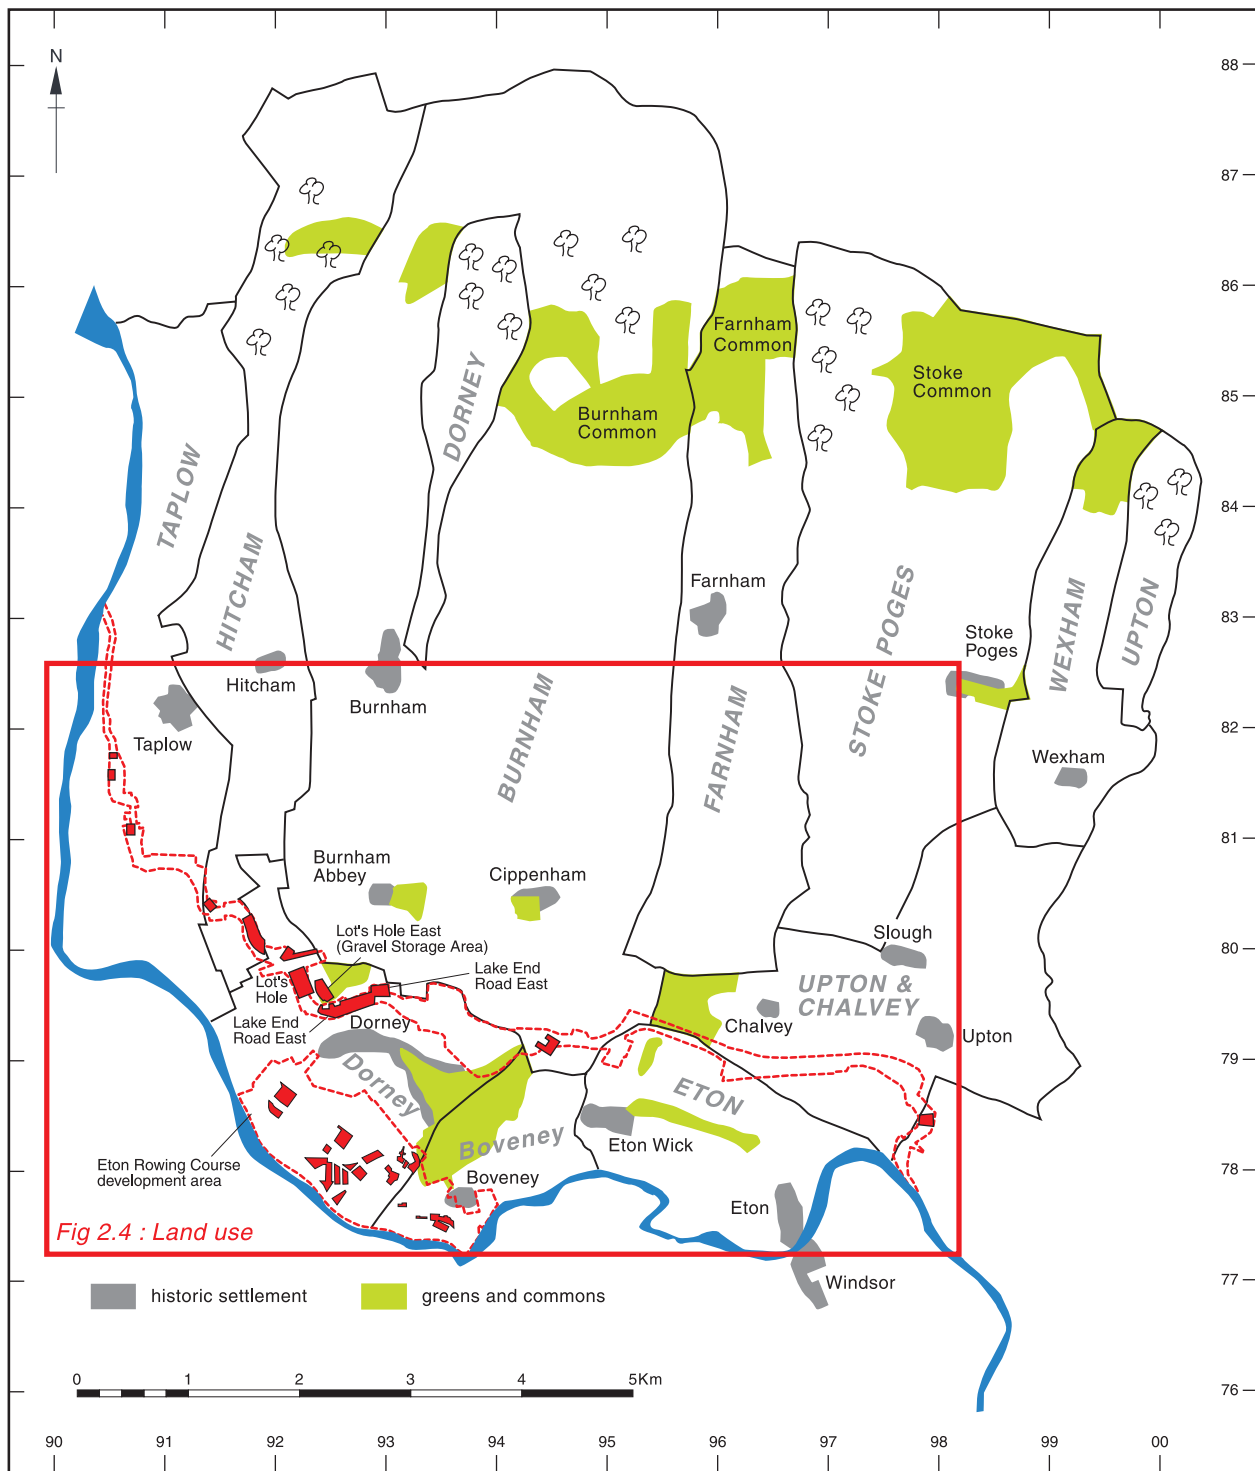 N
88
87
86
85
84
83
82
81
80
79
78
77
76
Farnham
Common
Stoke
Common
Burnham
Common
DORNEY
TAPLOW
HITCHAM
Farnham
STOKE POGES
WEXHAM
UPTON
Stoke
Poges
Hitcham
Burnham
BURNHAM
FARNHAM
Taplow
Wexham
Burnham
Abbey
Cippenham
Lot's Hole East
(Gravel Storage Area)
Slough
Lake End
Road East
Lot's
Hole
UPTON &
CHALVEY
Lake End
Road East
Dorney
Chalvey
Upton
Dorney
ETON
Boveney
Eton Wick
Eton Rowing Course
development area
Boveney
Eton
Fig 2.4 : Land use
Windsor
historic settlement
greens and commons
0 1 2 3 4 5Km
90 91 92 93 94 95 96 97 98 99 00